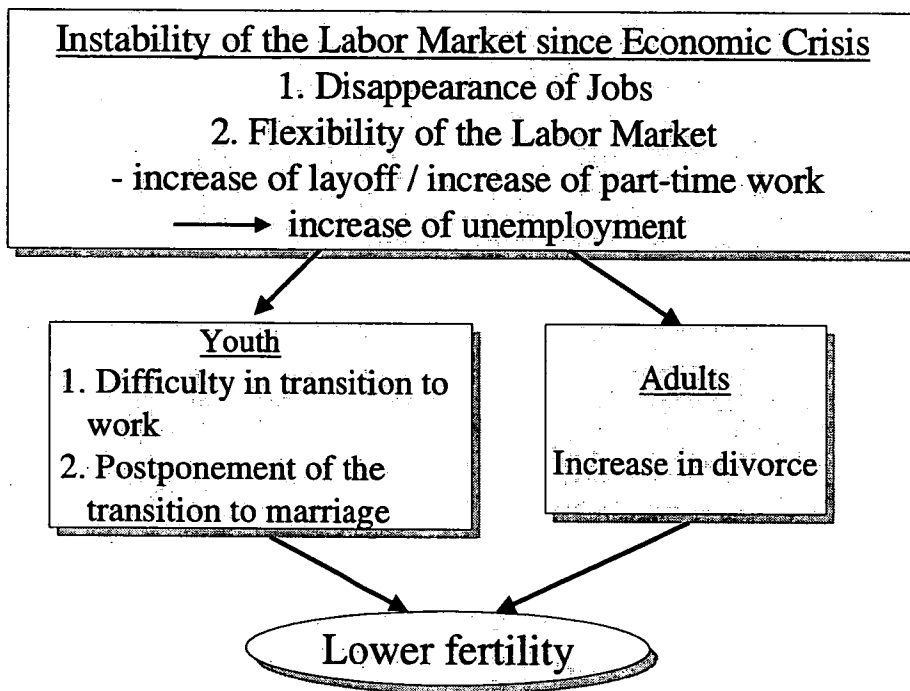 Instability of the Labor Market since Economic Crisis
1. Disappearance of Jobs
2. Flexibility of the Labor Market
- increase of layoff / increase of part-time work
increase of unemployment
Youth
1. Difficulty in transition to
work
2. Postponement of the
transition to marriage
Adults
Increase in divorce
Lower fertility